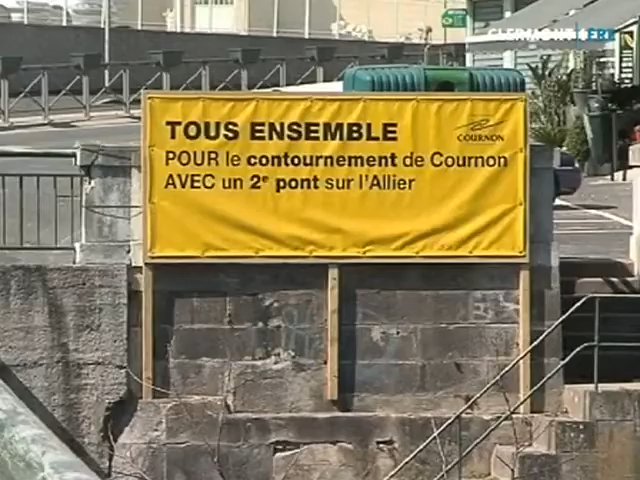 CLERMONT FR
TOUS ENSEMBLE
COURNON
POUR le contournement de Cournon
AVEC un 2e pont sur l'Allier